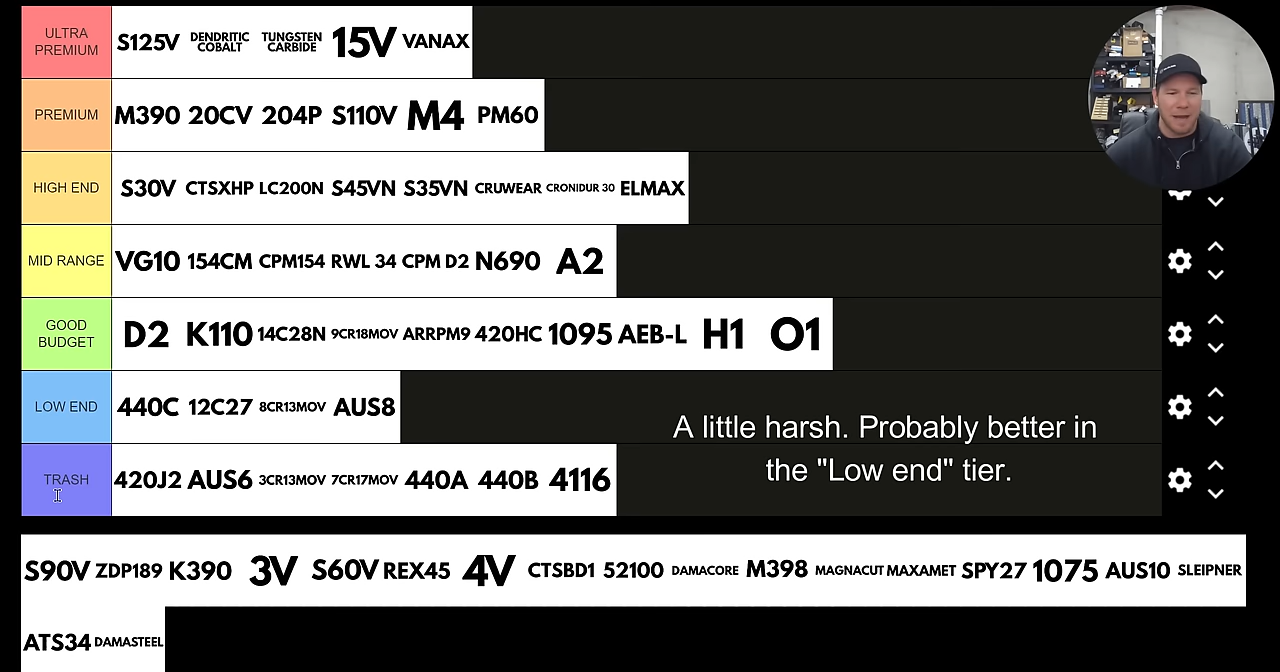 ULTRA
PREMIUM
S125V DENDRITIC COBALT TUNGSTEN CARBIDE 15V VANAX
PREMIUM
M390 20CV 204P S110V M4 PM60
HIGH END
S30V CTSXHP LC200N S45VN S35VN CRUWEAR CRONIDUR 30 ELMAX
MID RANGE
VG10 154CM CPM154 RWL 34 CPM D2 N690 A2
GOOD
BUDGET
D2 K110 14C28N 9CR18MOV ARRPM9 420HC 1095 AEB-L H1 O1
LOW END
440C 12C27 8CR13MOV AUS8
TRASH
420J2 AUS6 3CR13MOV 7CR17MOV 440A 440B 4116
A little harsh. Probably better in
the "Low end" tier.
S90V ZDP189 K390 3V S60V REX45 4V CTSBD1 52100 DAMACORE M398 MAGNACUT MAXAMET SPY27 1075 AUS10 SLEIPNER
ATS34 DAMASTEEL